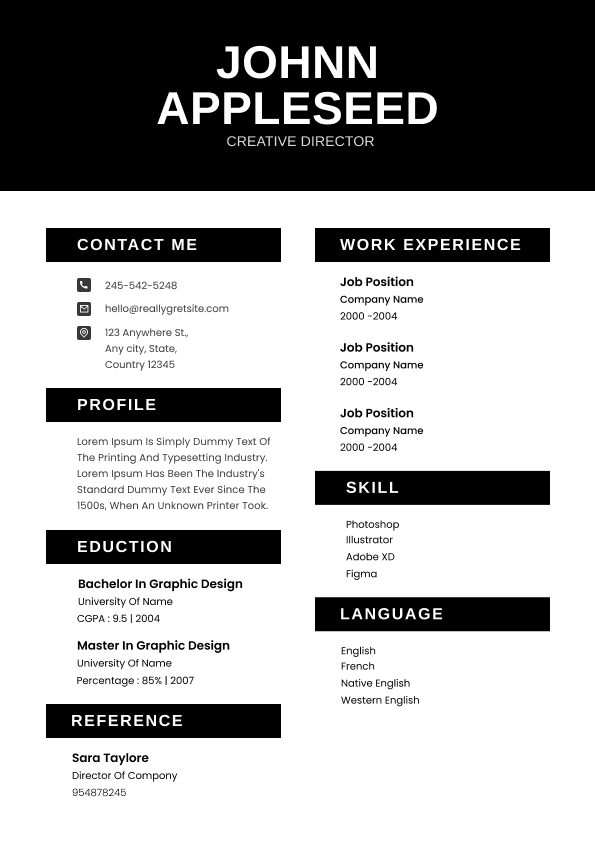 JOHNN
APPLESEED
CREATIVE DIRECTOR
CONTACT ME
245-542-5248
hello@reallygretsite.com
123 Anywhere St.,
Any city, State,
Country 12345
PROFILE
Lorem Ipsum Is Simply Dummy Text Of
The Printing And Typesetting Industry.
Lorem Ipsum Has Been The Industry's
Standard Dummy Text Ever Since The
1500s, When An Unknown Printer Took.
EDUCTION
Bachelor In Graphic Design
University Of Name
CGPA : 9.5 | 2004
Master In Graphic Design
University Of Name
Percentage : 85% | 2007
REFERENCE
Sara Taylore
Director Of Compony
954878245
WORK EXPERIENCE
Job Position
Company Name
2000 -2004
Job Position
Company Name
2000 -2004
Job Position
Company Name
2000 -2004
SKILL
Photoshop
Illustrator
Adobe XD
Figma
LANGUAGE
English
French
Native English
Western English